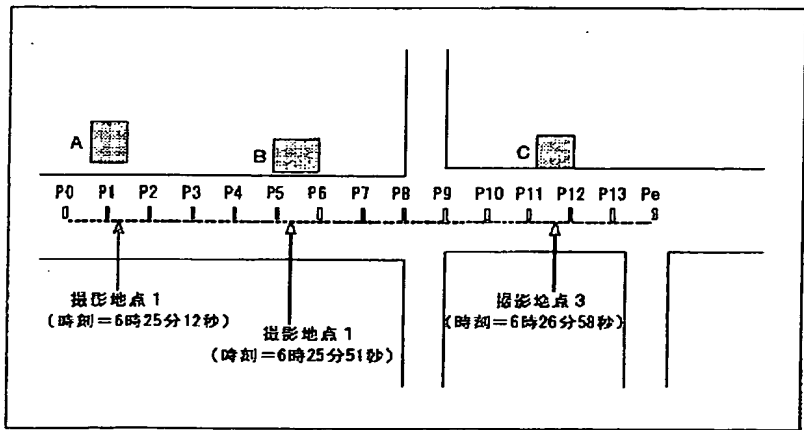 A
B
C
P0 P1 P2 P3 P4 P5 P6 P7 P8 P9 P10 P11 P12 P13 Pe
撮影地点1
(時刻=6時25分12秒)
撮影地点1
(時刻=6時25分51秒)
撮影地点3
(時刻=6時26分58秒)